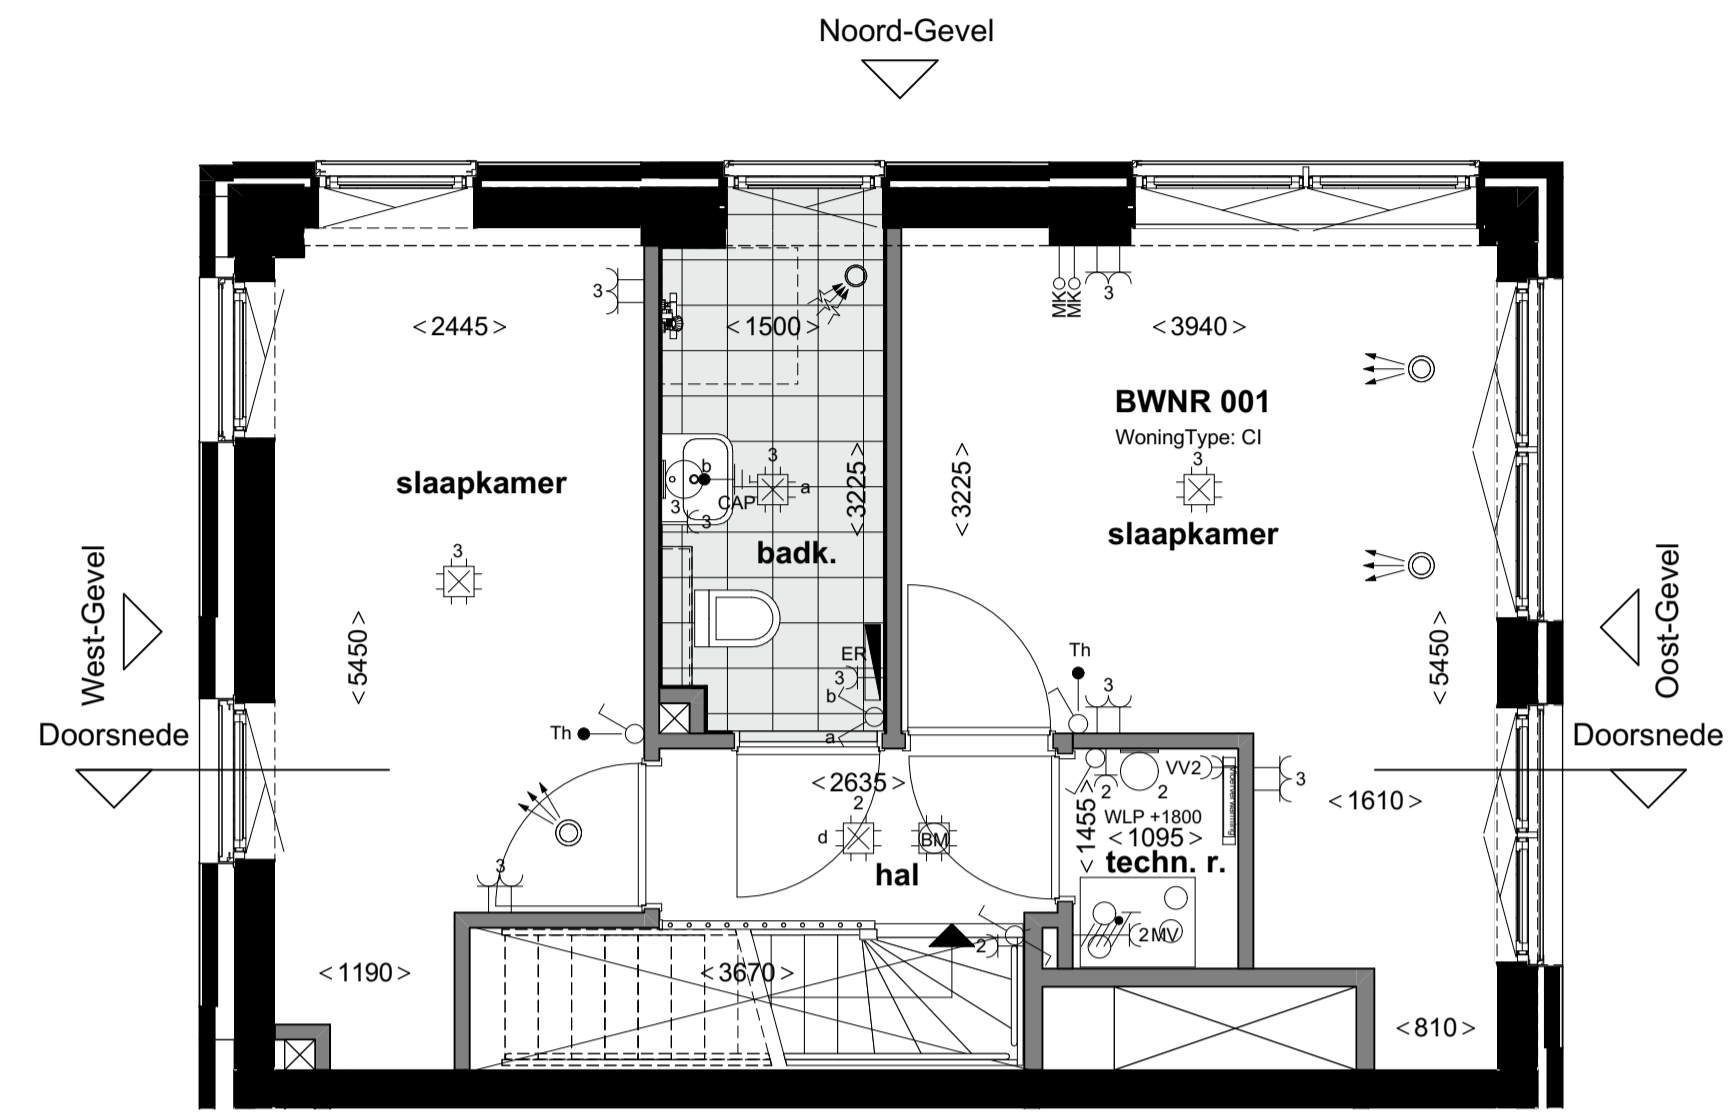 Noord-Gevel
3
MK
MK
3
<2445>
<1500>
<3940>
BWNR 001
WoningType: CI
3
slaapkamer
b
3
a
CAP
3
3
<3225>
<3225>
slaapkamer
badk.
3
West-Gevel
Oost-Gevel
<5450>
<5450>
ER
3
b
a
Th
3
Th
Doorsnede
Doorsnede
<2635>
2
d
BM
hal
2
2
VV2
WLP +1800
<1455>
<1095>
techn. r.
3
<1610>
3
2
2MV
<1190>
<3670>
<810>